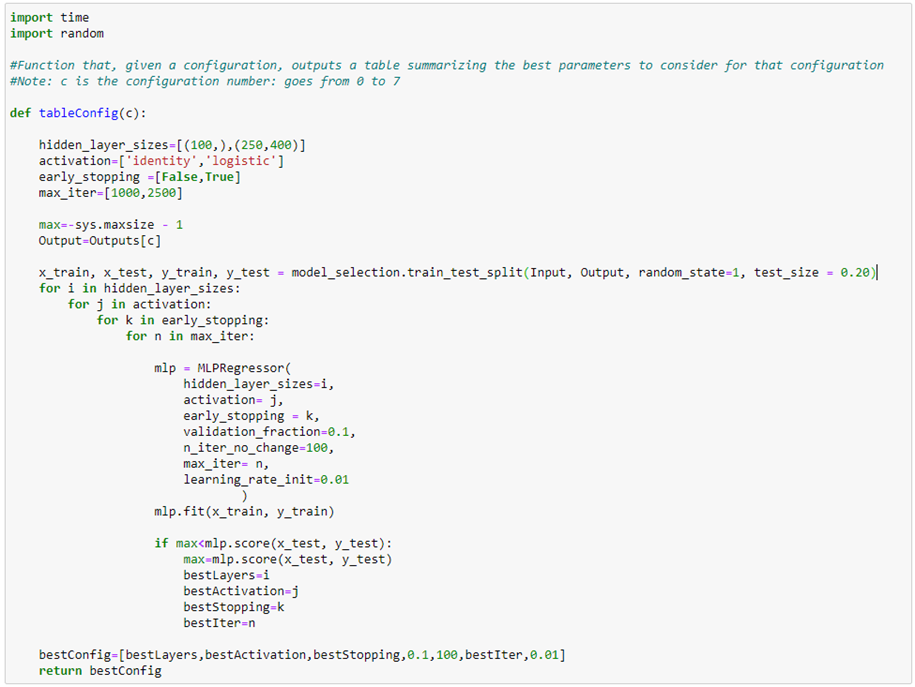 import time
import random
#Function that, given a configuration, outputs a table summarizing the best parameters to consider for that configuration
#Note: c is the configuration number: goes from 0 to 7
def tableConfig(c):
    hidden_layer_sizes=[(100,),(250,400)]
    activation=['identity','logistic']
    early_stopping =[False,True]
    max_iter=[1000,2500]
    max=-sys.maxsize - 1
    Output=Outputs[c]
    x_train, x_test, y_train, y_test = model_selection.train_test_split(Input, Output, random_state=1, test_size = 0.20)
    for i in hidden_layer_sizes:
        for j in activation:
            for k in early_stopping:
                for n in max_iter:
                    mlp = MLPRegressor(
                        hidden_layer_sizes=i,
                        activation= j,
                        early_stopping = k,
                        validation_fraction=0.1,
                        n_iter_no_change=100,
                        max_iter= n,
                        learning_rate_init=0.01
                                )
                    mlp.fit(x_train, y_train)
                    if max<mlp.score(x_test, y_test):
                        max=mlp.score(x_test, y_test)
                        bestLayers=i
                        bestActivation=j
                        bestStopping=k
                        bestIter=n
    bestConfig=[bestLayers,bestActivation,bestStopping,0.1,100,bestIter,0.01]
    return bestConfig